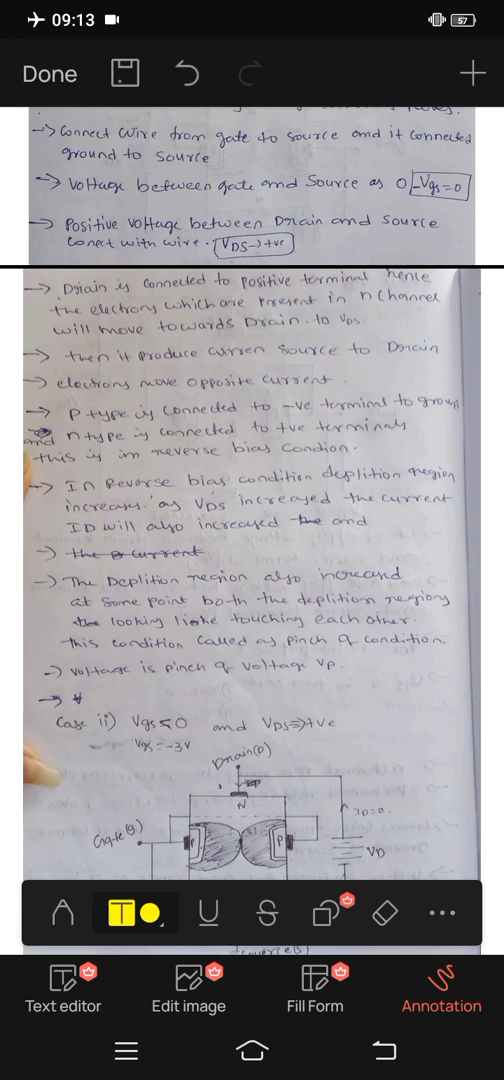 09:13
57
Done
-> Connect wire from gate to source and it connected
ground to source
-> Voltage between gate and Source as 0 -Vgs=0
-> Positive voltage between Drain and source
conect with wire. VDS->+ve
-> Drain is connected to positive terminal hence
the electrons which are present in n channel
will move towards Drain. to VDS.
-> then it produce curren source to Drain
-> electrons move opposite current.
-> P type is connected to -ve terminal to ground
and n type is connected to +ve terminals
this is in reverse bias condion.
-> In Reverse bias condition deplition region
increases. as VDS increased the current
ID will also increased the and
-> the current
-> The Deplition region also increased
at some point both the deplition regions
the looking like touching each other.
this condition called as pinch of condition
-> voltage is pinch of voltage Vp.
->
Case ii) Vgs<0 and VDS=>+ve
Vgs=-3V
Drain(D)
N
ID=0.
Gate(g)
P
P
VD
T
U
S
Text editor
Edit image
Fill Form
Annotation